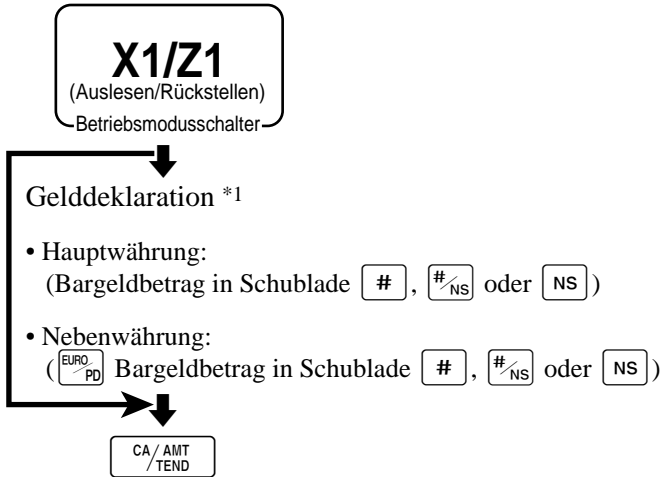 X1/Z1
(Auslesen/Rückstellen)
Betriebsmodusschalter
Gelddeklaration *1
• Hauptwährung:
(Bargeldbetrag in Schublade #, #/NS oder NS)
• Nebenwährung:
(EURO/PD Bargeldbetrag in Schublade #, #/NS oder NS)
CA/AMT
/TEND